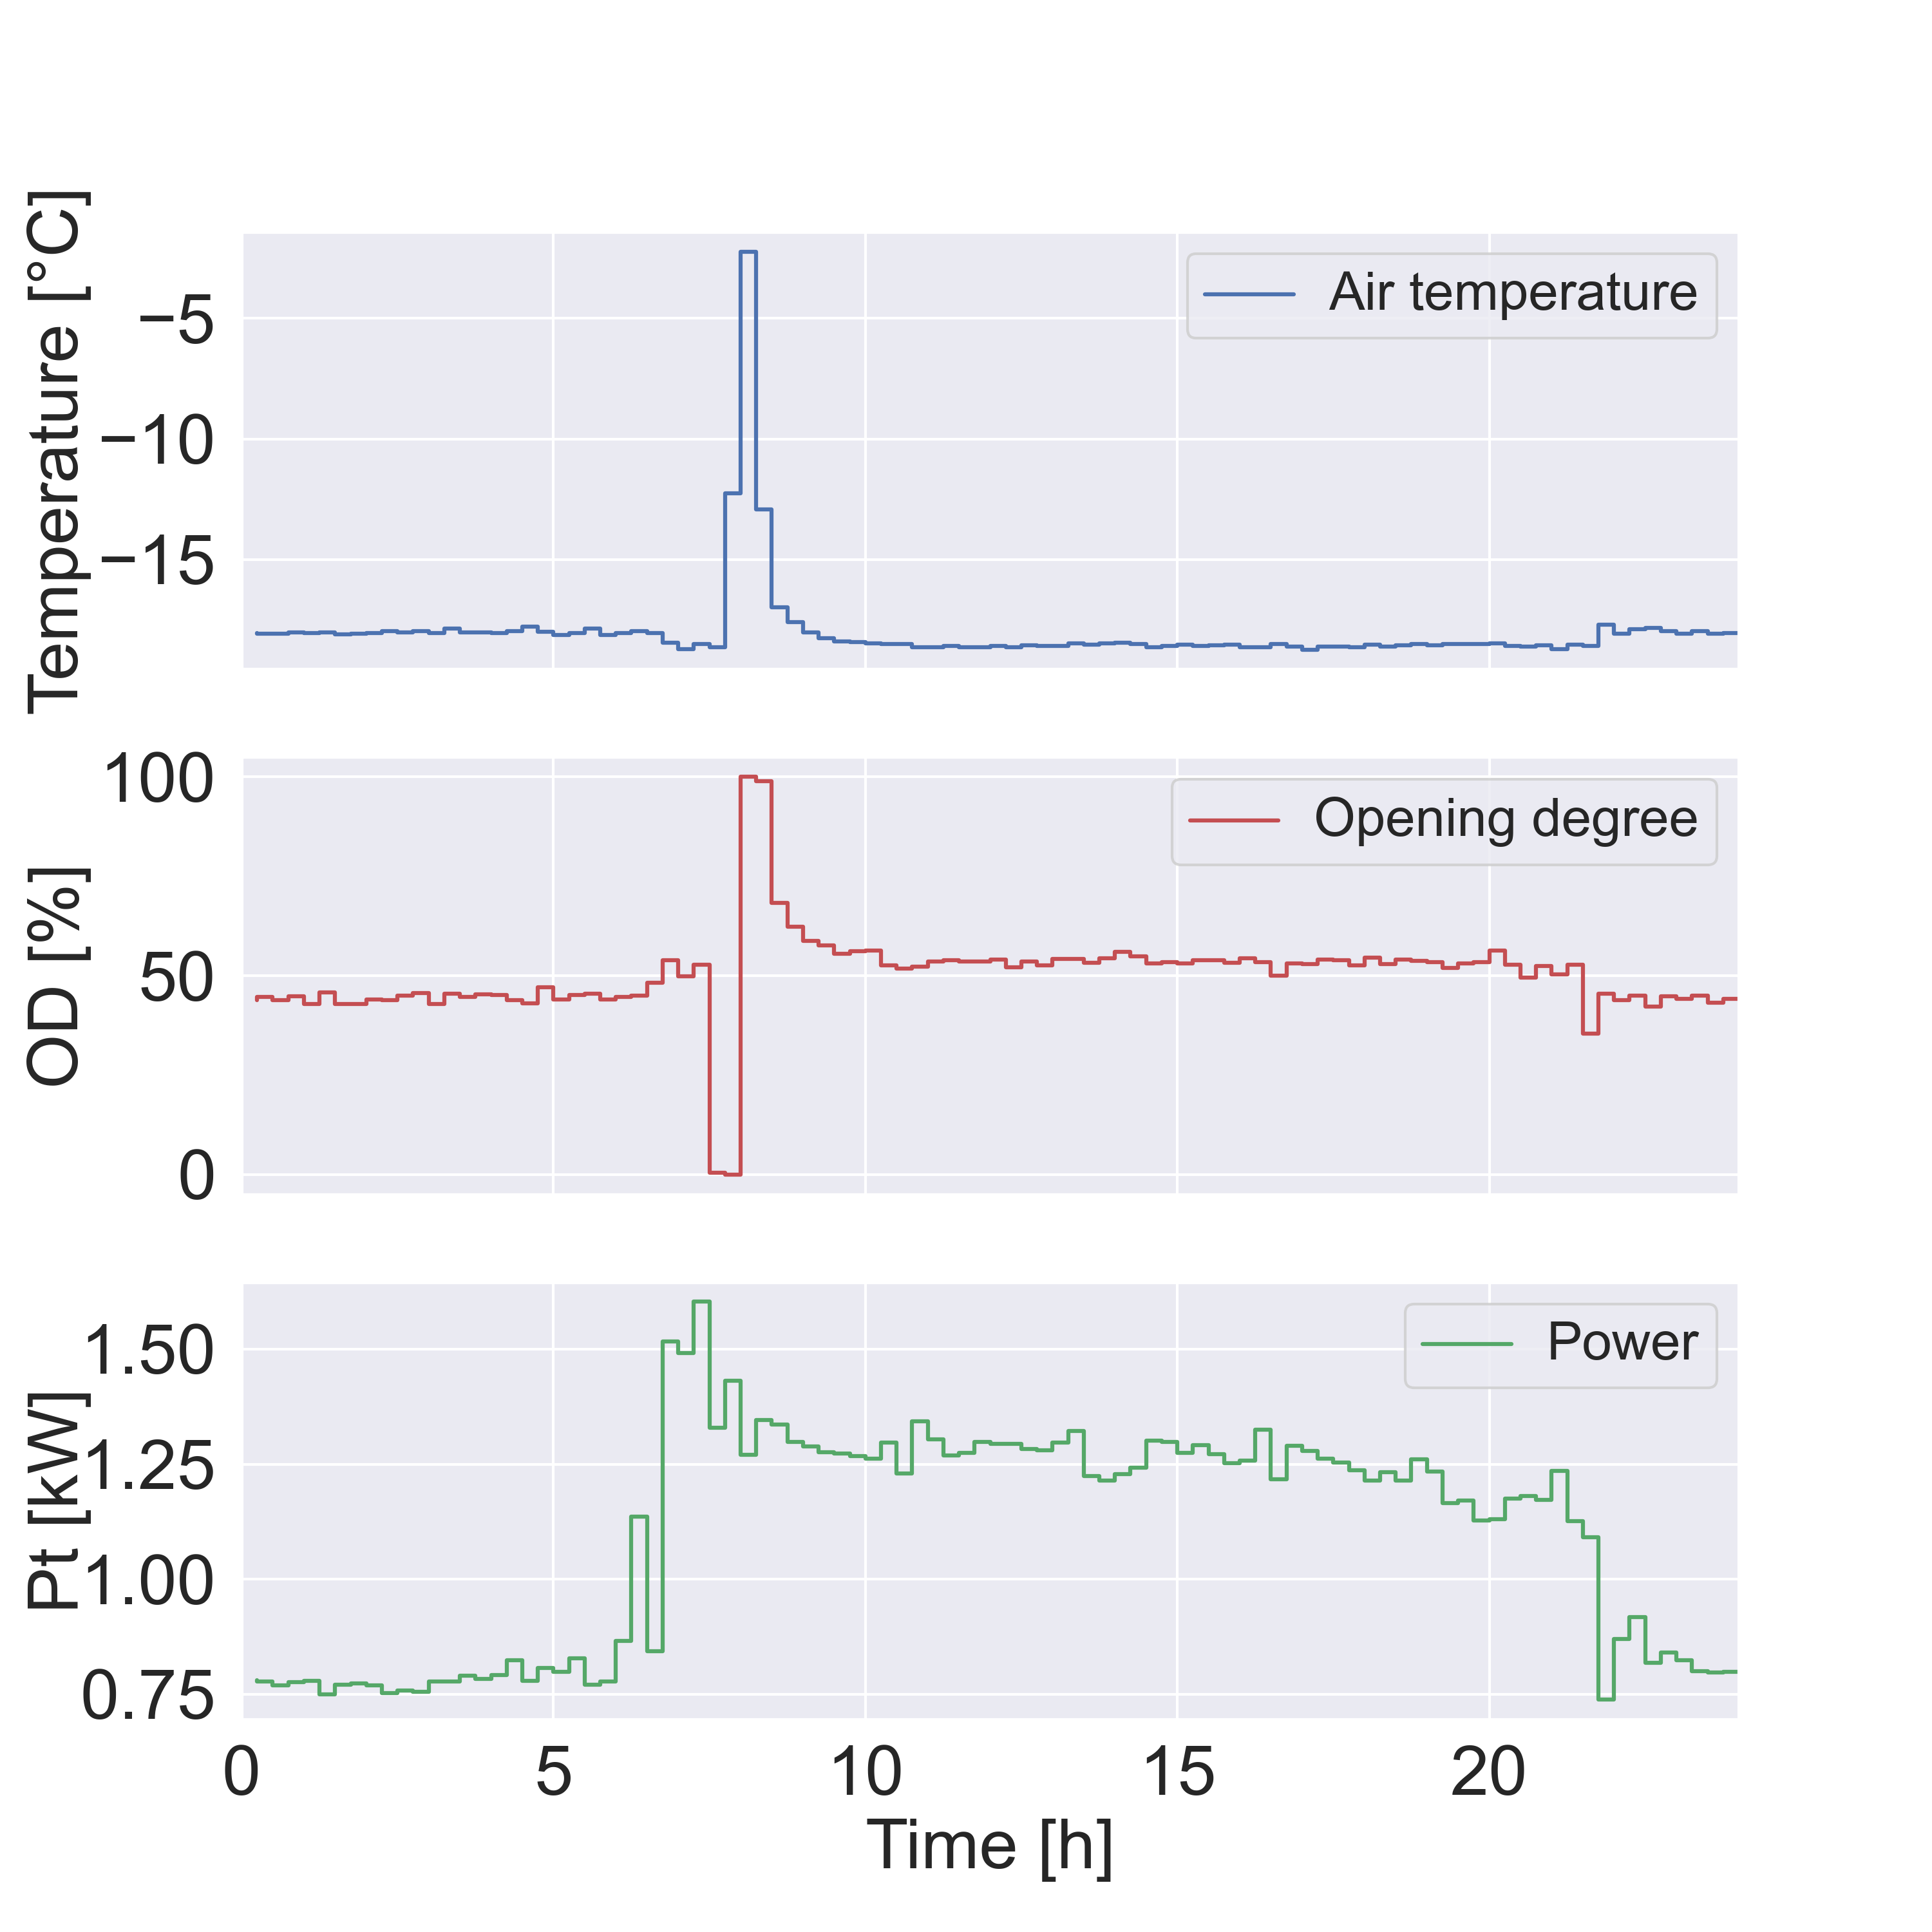 Temperature [°C]
−5
−10
−15
Air temperature
OD [%]
100
50
0
Opening degree
Pt [kW]
1.50
1.25
1.00
0.75
Power
0 5 10 15 20
Time [h]